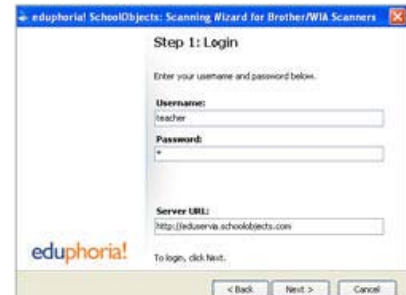 eduphoria! SchoolObjects: Scanning Wizard for Brother/WIA Scanners
Step 1: Login
Enter your username and password below.
Username:
teacher
Password:
*
Server URL:
http://eduservia.schoolobjects.com
eduphoria!
To login, click Next.
< Back
Next >
Cancel